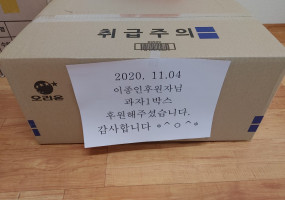 취급주의
오리온
2020. 11.04
이종인후원자님
과자1박스
후원해주셨습니다.
감사합니다 *^ㅇ^*